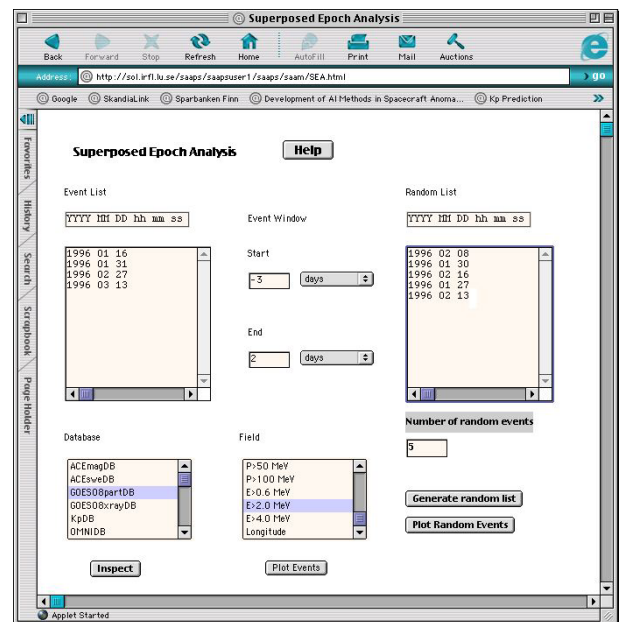 Superposed Epoch Analysis
Back Forward Stop Refresh Home AutoFill Print Mail Auctions
Address: http://sol.irfl.lu.se/saaps/saapsuser1/saaps/saam/SEA.html go
Google SkandiaLink Sparbanken Finn Development of AI Methods in Spacecraft Anoma... Kp Prediction »
Favorites
History
Search
Scrapbook
Page Holder
Superposed Epoch Analysis Help
Event List
YYYY MM DD hh mm ss
1996 01 16
1996 01 31
1996 02 27
1996 03 13
Event Window
Start
-3 days
End
2 days
Random List
YYYY MM DD hh mm ss
1996 02 08
1996 01 30
1996 02 16
1996 01 27
1996 02 13
Number of random events
5
Generate random list
Plot Random Events
Database
ACEmagDB
ACEsweDB
GOES08partDB
GOES08xrayDB
KpDB
OMNIDB
Inspect
Field
P>50 MeV
P>100 MeV
E>0.6 MeV
E>2.0 MeV
E>4.0 MeV
Longitude
Plot Events
Applet Started